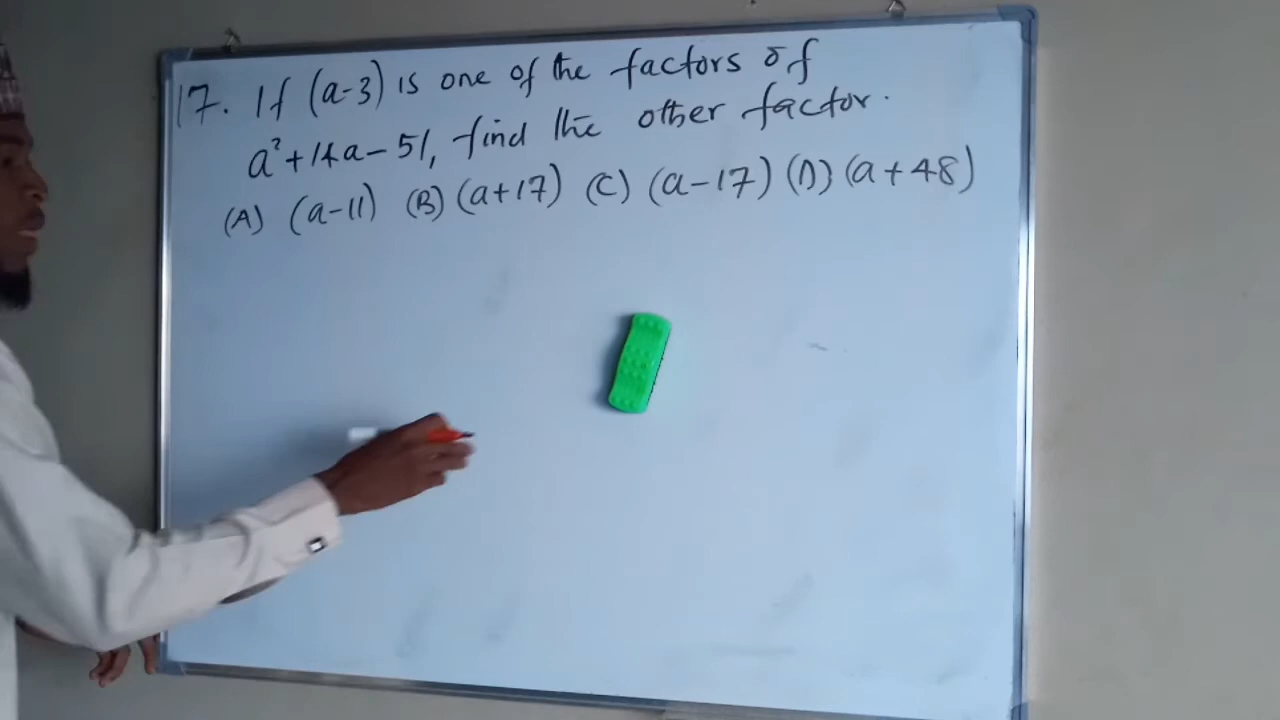 17. If (a-3) is one of the factors of
a²+14a-51, find the other factor.
(A) (a-11) (B) (a+17) (C) (a-17) (D) (a+48)